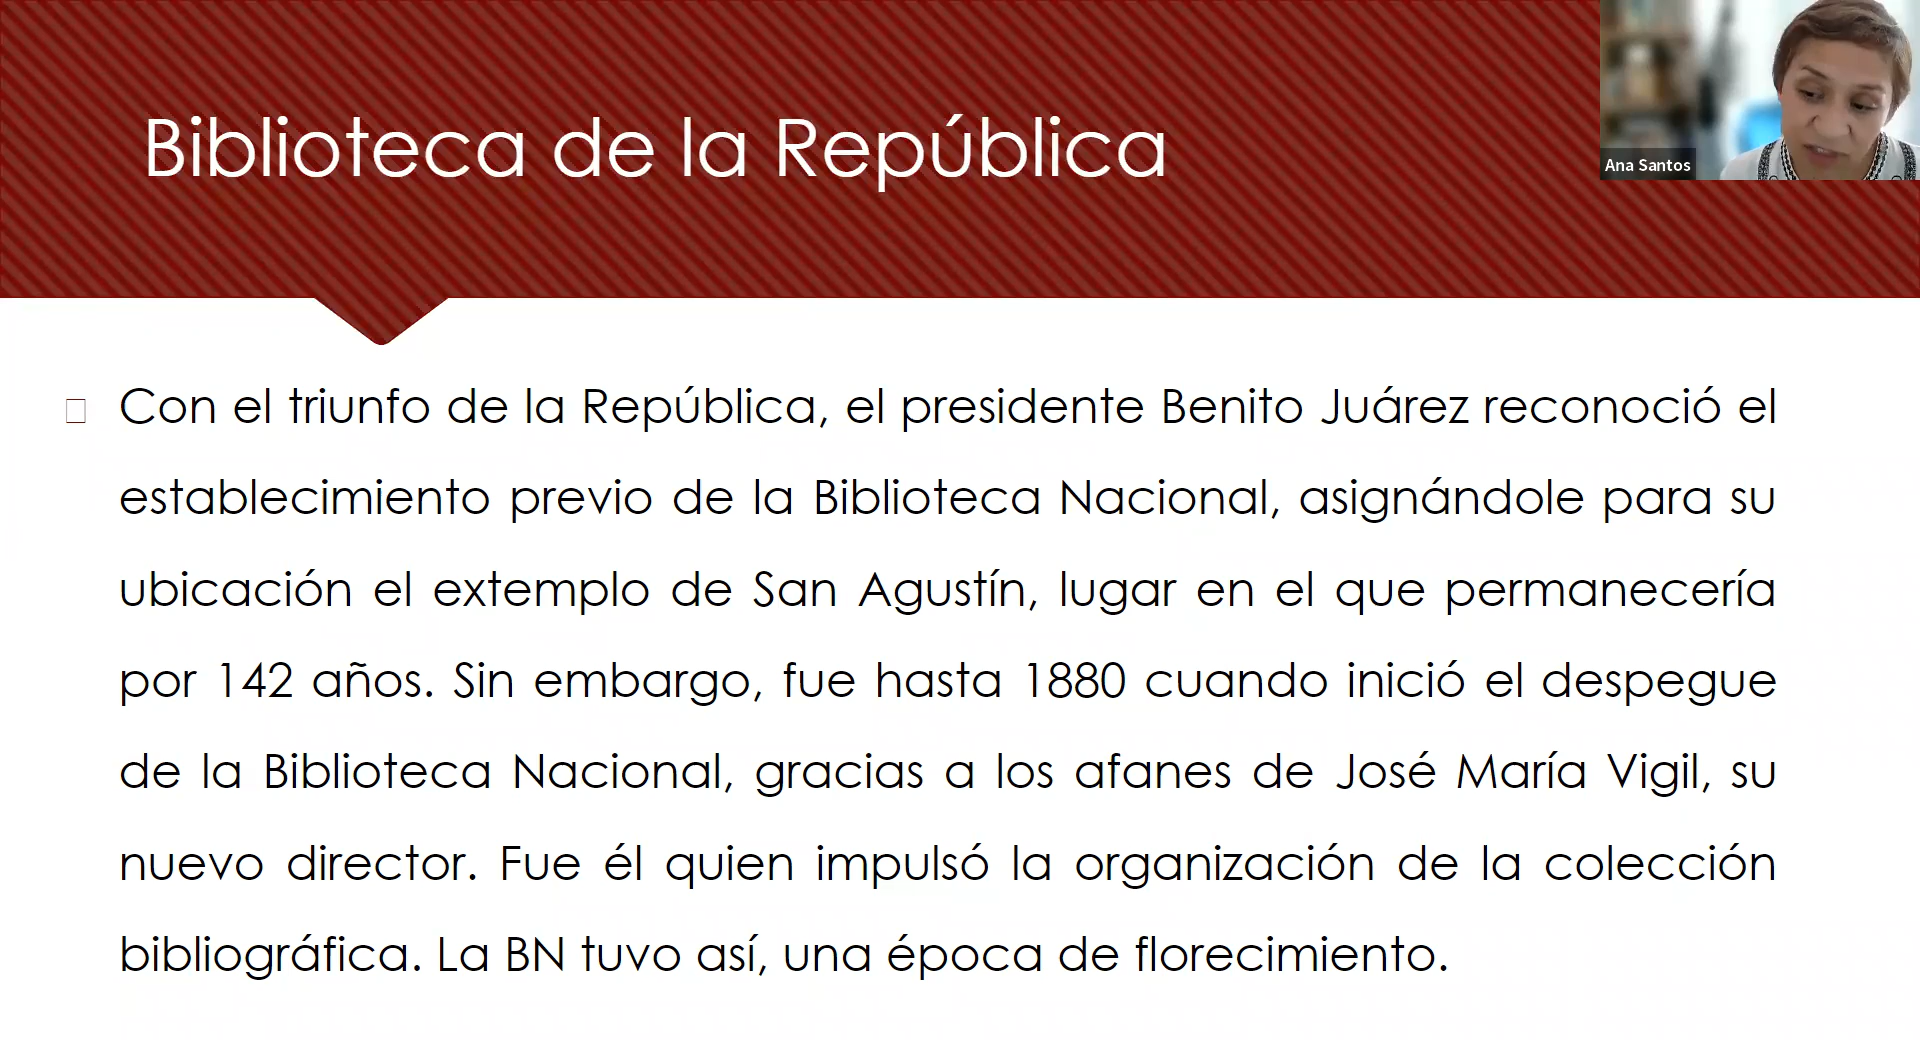 Biblioteca de la República
Ana Santos
Con el triunfo de la República, el presidente Benito Juárez reconoció el
establecimiento previo de la Biblioteca Nacional, asignándole para su
ubicación el extemplo de San Agustín, lugar en el que permanecería
por 142 años. Sin embargo, fue hasta 1880 cuando inició el despegue
de la Biblioteca Nacional, gracias a los afanes de José María Vigil, su
nuevo director. Fue él quien impulsó la organización de la colección
bibliográfica. La BN tuvo así, una época de florecimiento.